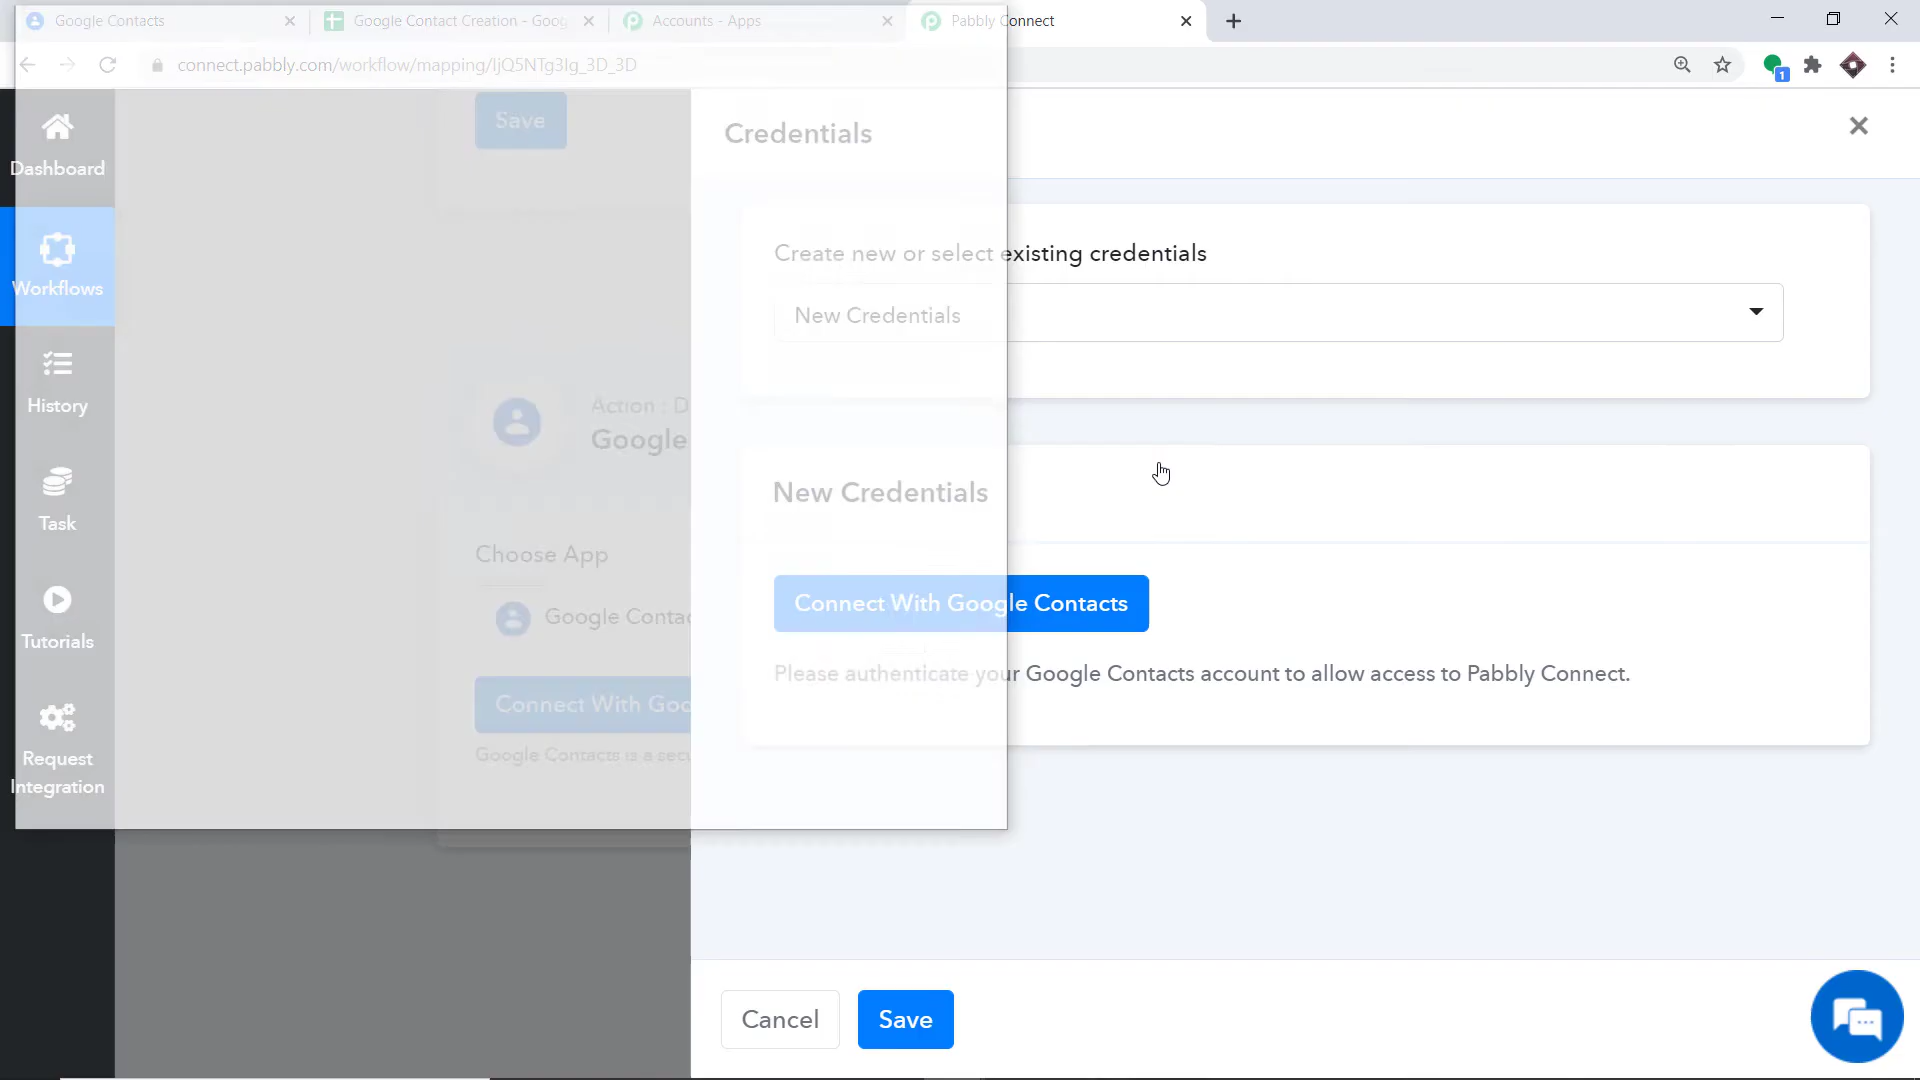 Google Contacts
Google Contact Creation - Goog
Accounts - Apps
Pabbly Connect
connect.pabbly.com/workflow/mapping/IjQ5NTg3Ig_3D_3D
1
Dashboard
Workflows
History
Task
Tutorials
Request
Integration
Save
Action : D
Google
Choose App
Google Contac
Connect With Goo
Google Contacts is a secu
Credentials
Create new or select existing credentials
New Credentials
New Credentials
Connect With Google Contacts
Please authenticate your Google Contacts account to allow access to Pabbly Connect.
Cancel
Save